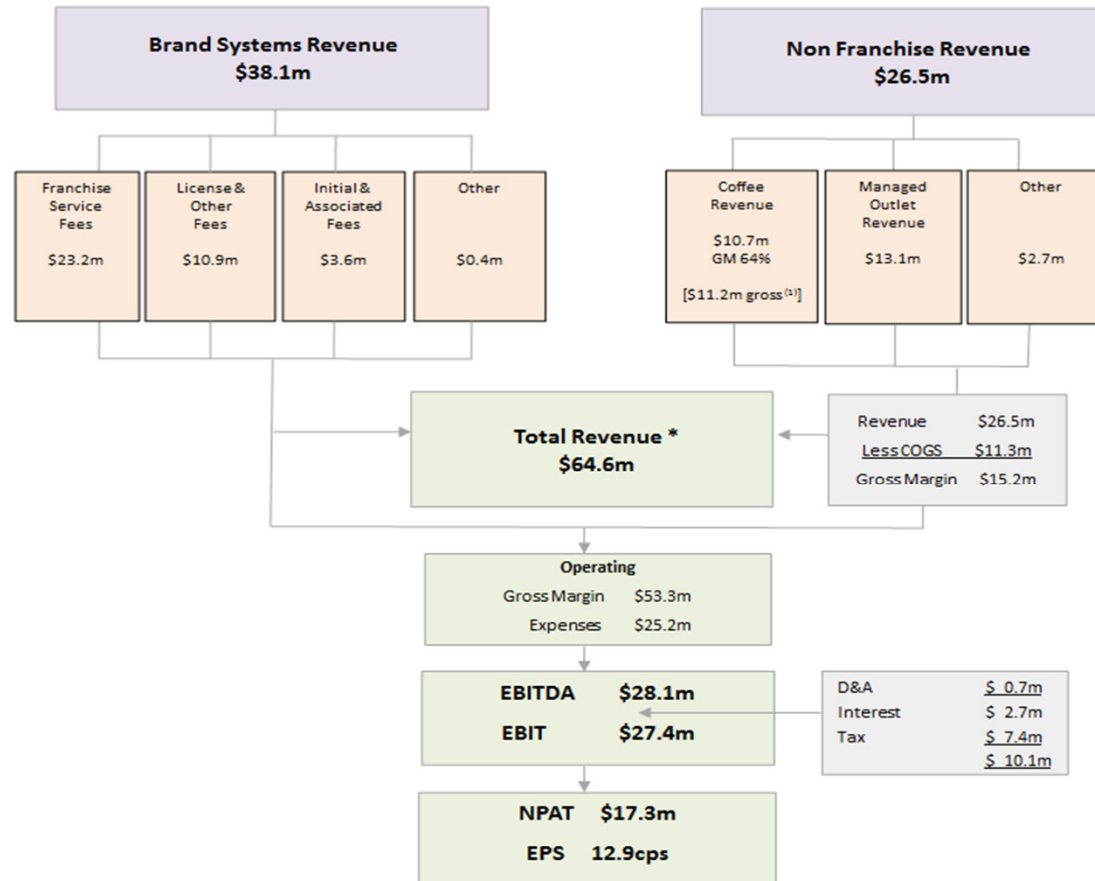 Brand Systems Revenue
$38.1m
Non Franchise Revenue
$26.5m
Franchise
Service
Fees
$23.2m
License &
Other
Fees
$10.9m
Initial &
Associated
Fees
$3.6m
Other
$0.4m
Coffee
Revenue
$10.7m
GM 64%
[$11.2m gross⁽¹⁾]
Managed
Outlet
Revenue
$13.1m
Other
$2.7m
Total Revenue *
$64.6m
Revenue $26.5m
Less COGS $11.3m
Gross Margin $15.2m
Operating
Gross Margin $53.3m
Expenses $25.2m
EBITDA $28.1m
EBIT $27.4m
D&A $ 0.7m
Interest $ 2.7m
Tax $ 7.4m
$ 10.1m
NPAT $17.3m
EPS 12.9cps